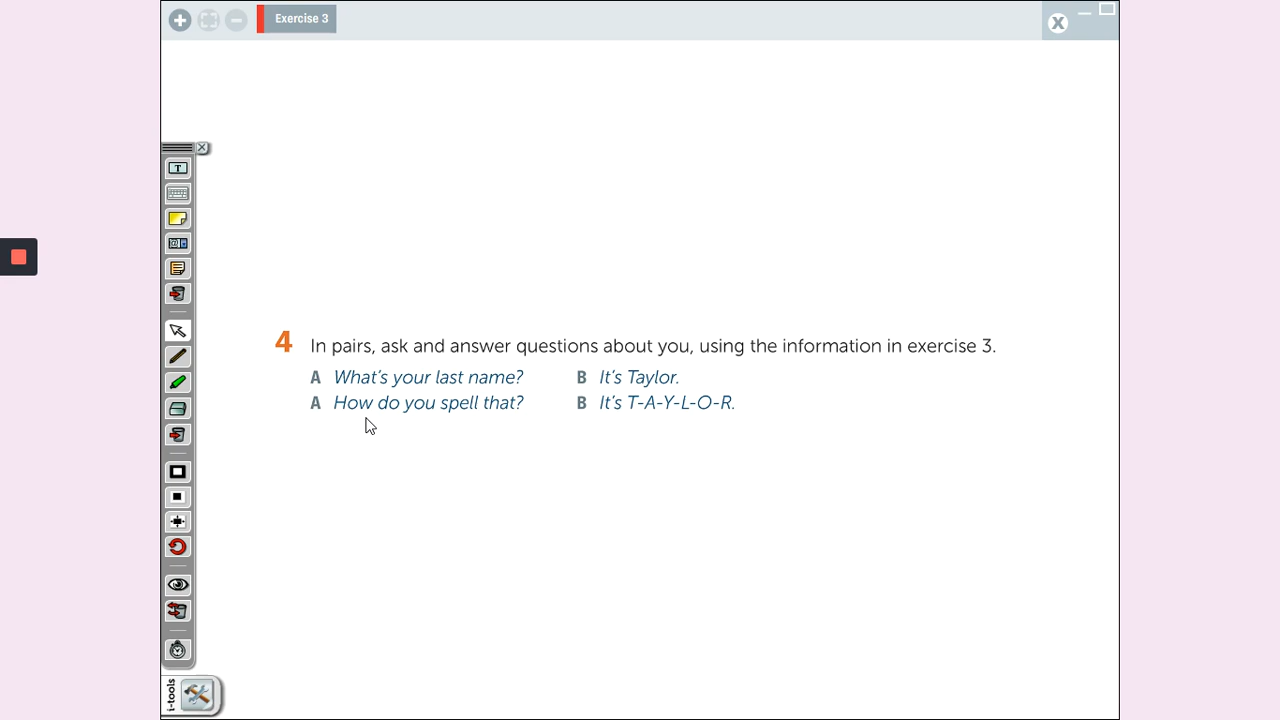 Exercise 3
X
T
4 In pairs, ask and answer questions about you, using the information in exercise 3.
A What's your last name? B It's Taylor.
A How do you spell that? B It's T-A-Y-L-O-R.
i-tools